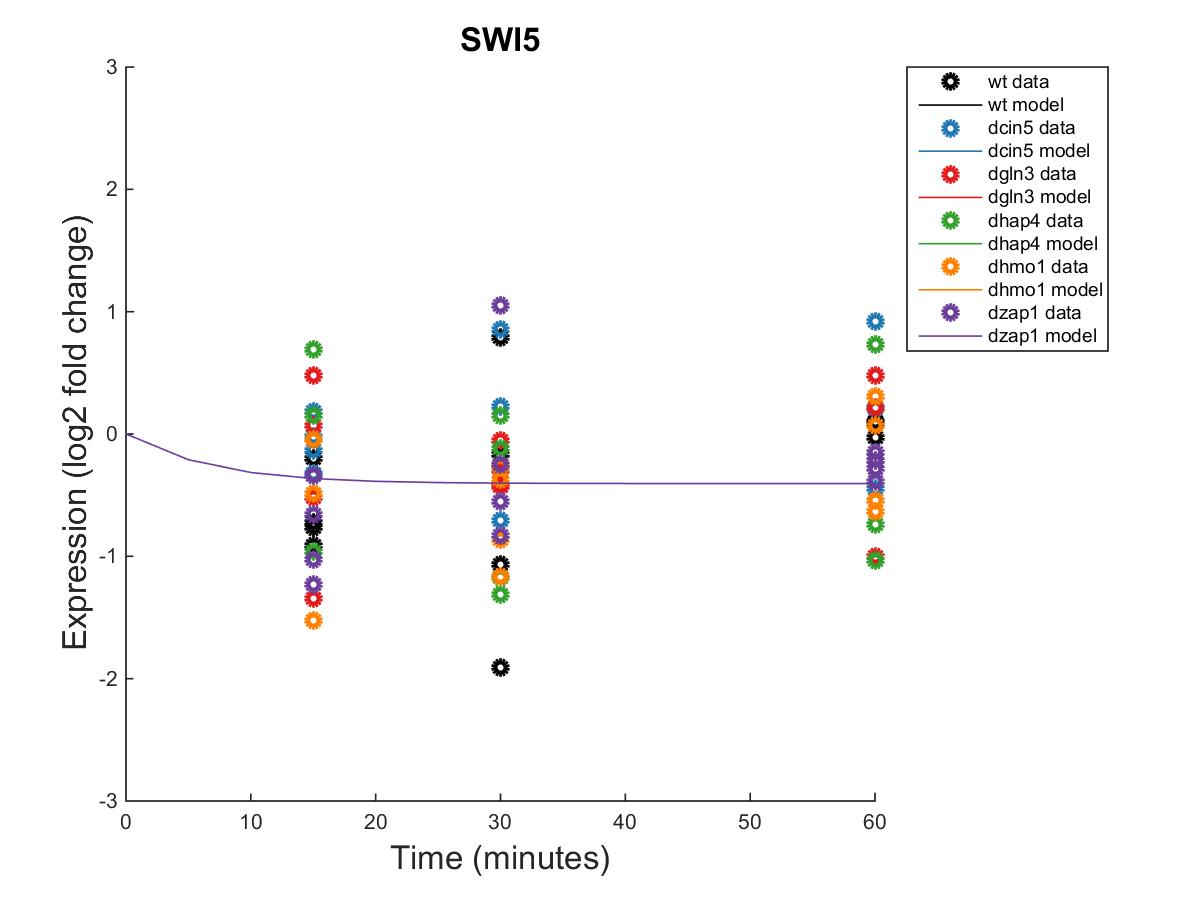 SWI5
3
2
1
0
-1
-2
-3
0 10 20 30 40 50 60
Expression (log2 fold change)
Time (minutes)
wt data
wt model
dcin5 data
dcin5 model
dgln3 data
dgln3 model
dhap4 data
dhap4 model
dhmo1 data
dhmo1 model
dzap1 data
dzap1 model